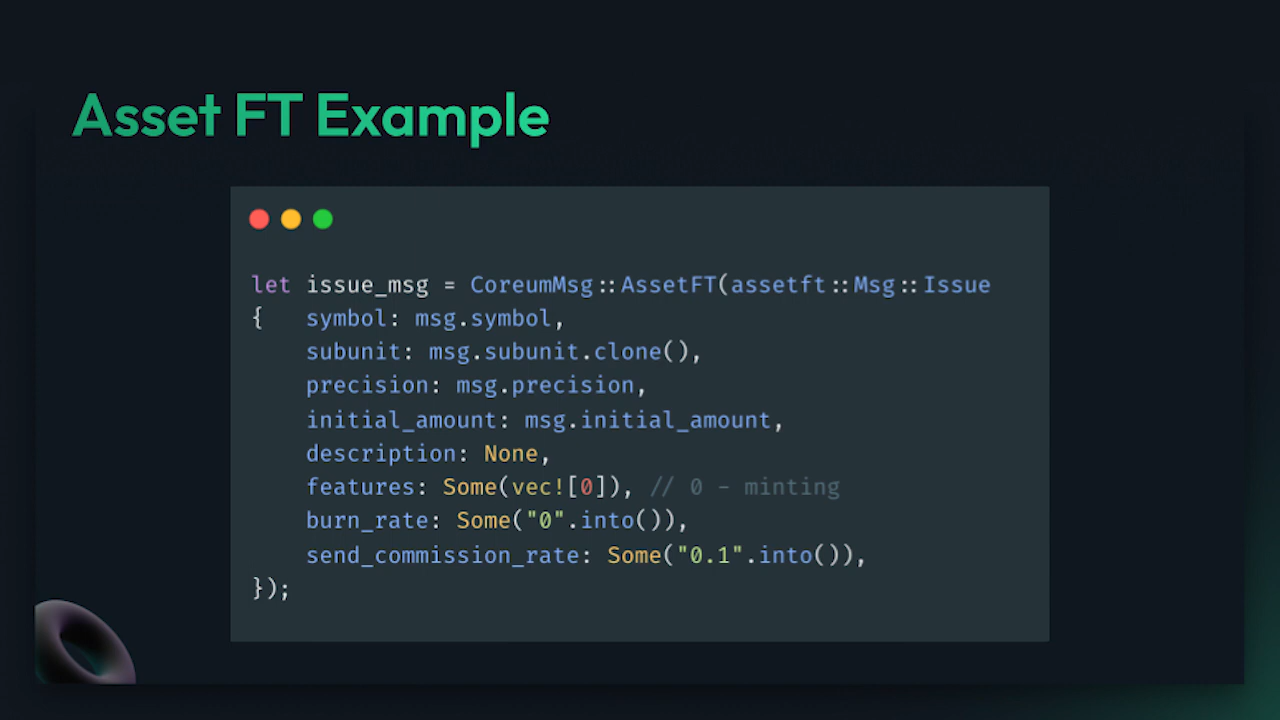 Asset FT Example
let issue_msg = CoreumMsg::AssetFT(assetft::Msg::Issue
{   symbol: msg.symbol,
    subunit: msg.subunit.clone(),
    precision: msg.precision,
    initial_amount: msg.initial_amount,
    description: None,
    features: Some(vec![0]), // 0 - minting
    burn_rate: Some("0".into()),
    send_commission_rate: Some("0.1".into()),
});